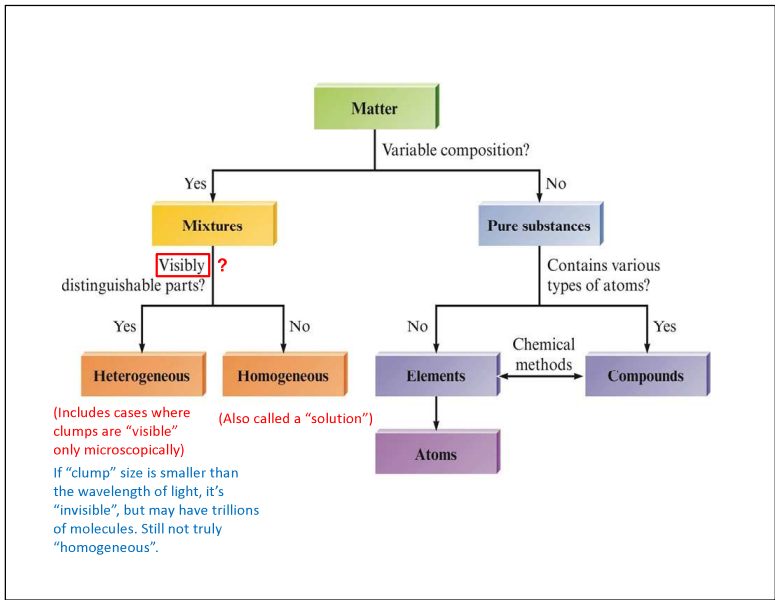 Matter
Variable composition?
Yes
No
Mixtures
Pure substances
Visibly ?
distinguishable parts?
Contains various
types of atoms?
Yes
No
No
Yes
Chemical
methods
Heterogeneous
Homogeneous
Elements
Compounds
(Includes cases where
clumps are “visible”
only microscopically)
(Also called a “solution”)
Atoms
If “clump” size is smaller than
the wavelength of light, it’s
“invisible”, but may have trillions
of molecules. Still not truly
“homogeneous”.